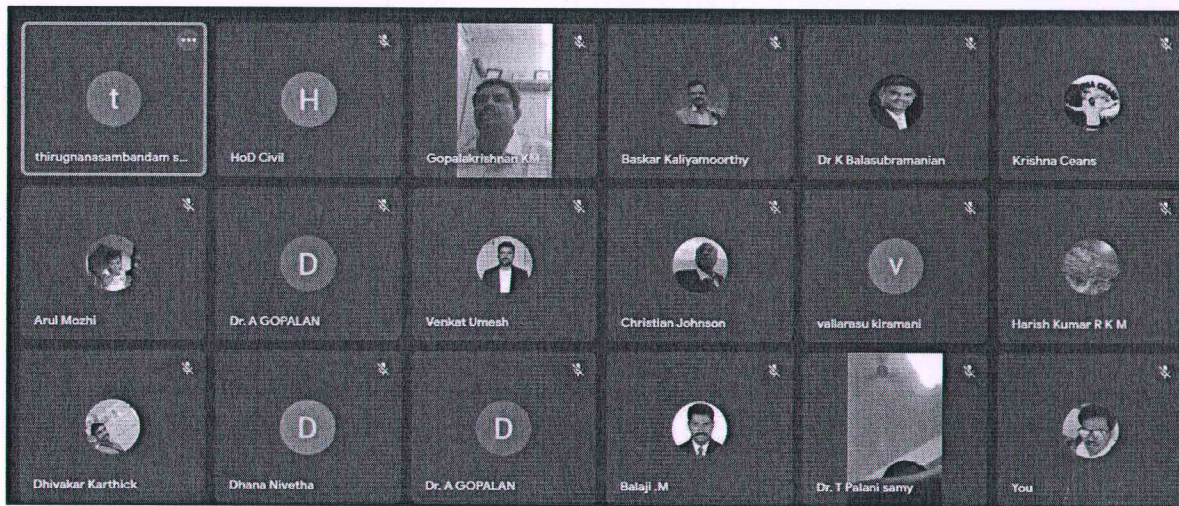 t
thirugnanasambandam s...
H
HoD Civil
Gopalakrishnan KM
Baskar Kaliyamoorthy
Dr K Balasubramanian
Krishna Ceans
Arul Mozhi
D
Dr. A GOPALAN
Venkat Umesh
Christian Johnson
v
vallarasu kiramani
Harish Kumar R K M
Dhivakar Karthick
D
Dhana Nivetha
D
Dr. A GOPALAN
Balaji .M
Dr. T Palani samy
You